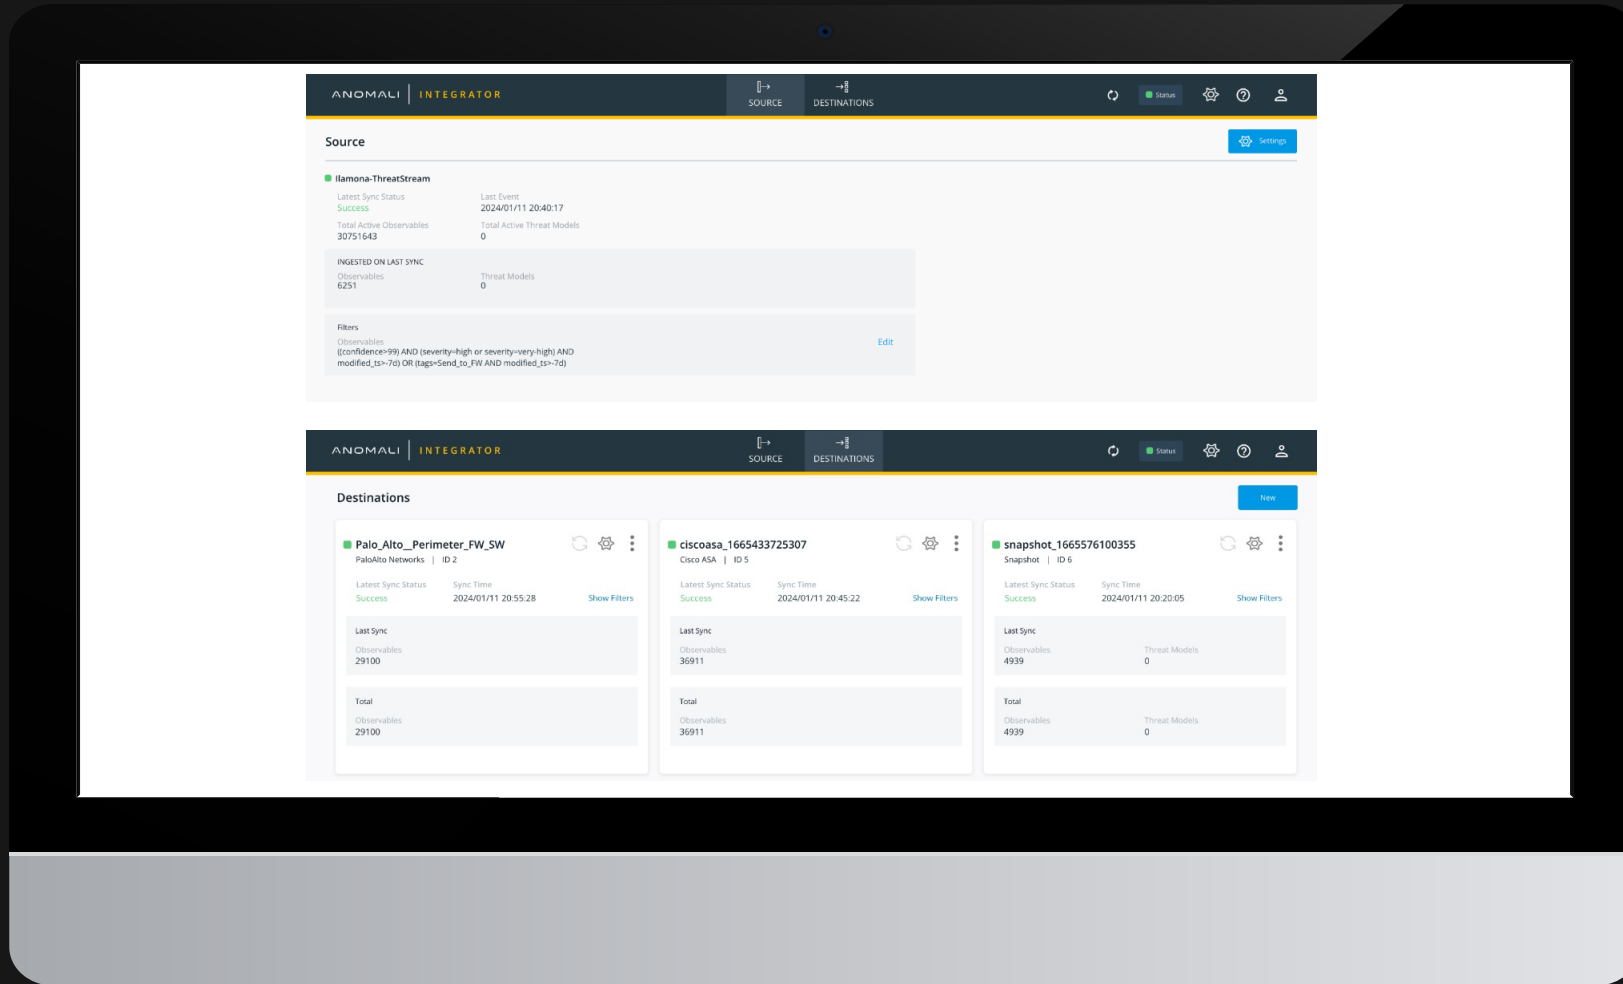 ANOMALI | INTEGRATOR
SOURCE
DESTINATIONS
Status
Source
Settings
llamona-ThreatStream
Latest Sync Status Last Event
Success 2024/01/11 20:40:17
Total Active Observables Total Active Threat Models
30751643 0
INGESTED ON LAST SYNC
Observables Threat Models
6251 0
Filters
Observables
Edit
((confidence>99) AND (severity=high or severity=very-high) AND
modified_ts>-7d) OR (tags=Send_to_FW AND modified_ts>-7d)
ANOMALI | INTEGRATOR
SOURCE
DESTINATIONS
Status
Destinations
New
Palo_Alto__Perimeter_FW_SW
PaloAlto Networks | ID 2
Latest Sync Status Sync Time
Success 2024/01/11 20:55:28 Show Filters
Last Sync
Observables
29100
Total
Observables
29100
ciscoasa_1665433725307
Cisco ASA | ID 5
Latest Sync Status Sync Time
Success 2024/01/11 20:45:22 Show Filters
Last Sync
Observables
36911
Total
Observables
36911
snapshot_1665576100355
Snapshot | ID 6
Latest Sync Status Sync Time
Success 2024/01/11 20:20:05 Show Filters
Last Sync
Observables Threat Models
4939 0
Total
Observables Threat Models
4939 0